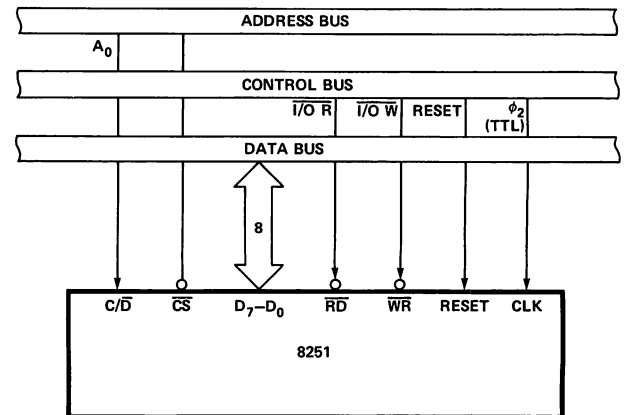 ADDRESS BUS
A0
CONTROL BUS
I/O R I/O W RESET ϕ2
(TTL)
DATA BUS
8
C/D CS D7–D0 RD WR RESET CLK
8251